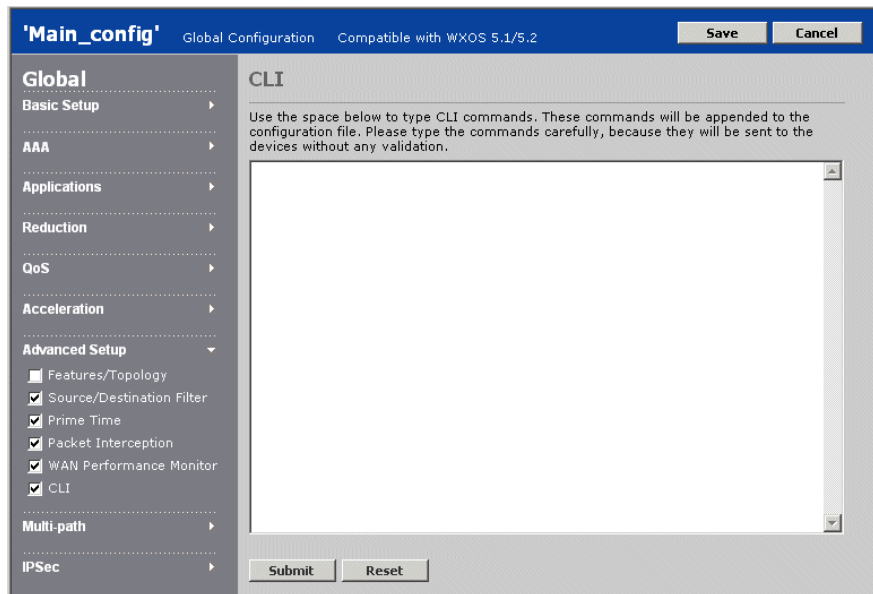 'Main_config' Global Configuration Compatible with WXOS 5.1/5.2 Save Cancel
Global
Basic Setup
AAA
Applications
Reduction
QoS
Acceleration
Advanced Setup
Features/Topology
Source/Destination Filter
Prime Time
Packet Interception
WAN Performance Monitor
CLI
Multi-path
IPSec
CLI
Use the space below to type CLI commands. These commands will be appended to the
configuration file. Please type the commands carefully, because they will be sent to the
devices without any validation.
Submit Reset